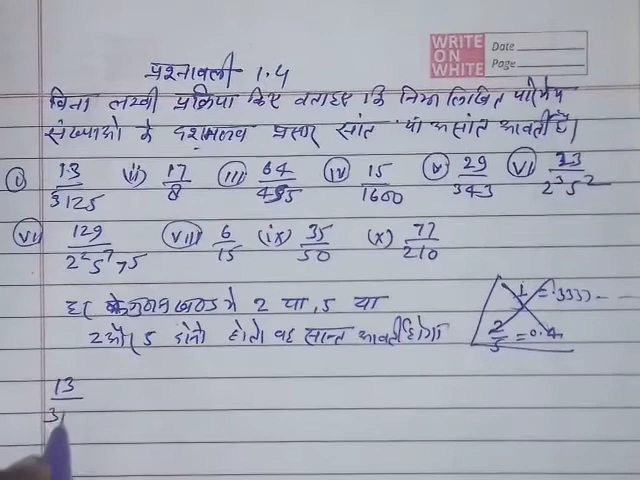 WRITE ON WHITE Date Page
प्रश्नावली 1.4
बिना लम्बी प्रक्रिया किए बताइए कि निम्नलिखित परिमेय
संख्याओ के दशमलव प्रसार सांत या असांत आवर्ती हैं।
(i) 13/3125 (ii) 17/8 (iii) 64/455 (iv) 15/1600 (v) 29/343 (vi) 23/2³5²
(vii) 129/2²5⁷7⁵ (viii) 6/15 (ix) 35/50 (x) 77/210
हर के गुणनखण्ड मे 2 या, 5 या
2 और 5 दोनो हो तो वह सान्त आवर्ती होगा
1 = .3333--
2/5 = 0.4
13
31